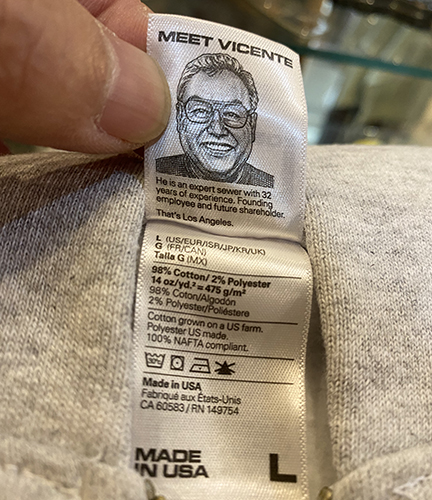 MEET VICENTE
He is an expert sewer with 32
years of experience. Founding
employee and future shareholder.
That's Los Angeles.
L (US/EUR/ISR/JP/KR/UK)
G (FR/CAN)
Talla G (MX)
98% Cotton/ 2% Polyester
14 oz/yd.² = 475 g/m²
98% Coton/Algodón
2% Polyester/Poliéstere
Cotton grown on a US farm.
Polyester US made.
100% NAFTA compliant.
Made in USA
Fabriqué aux États-Unis
CA 60583 / RN 149754
MADE
IN USA
L